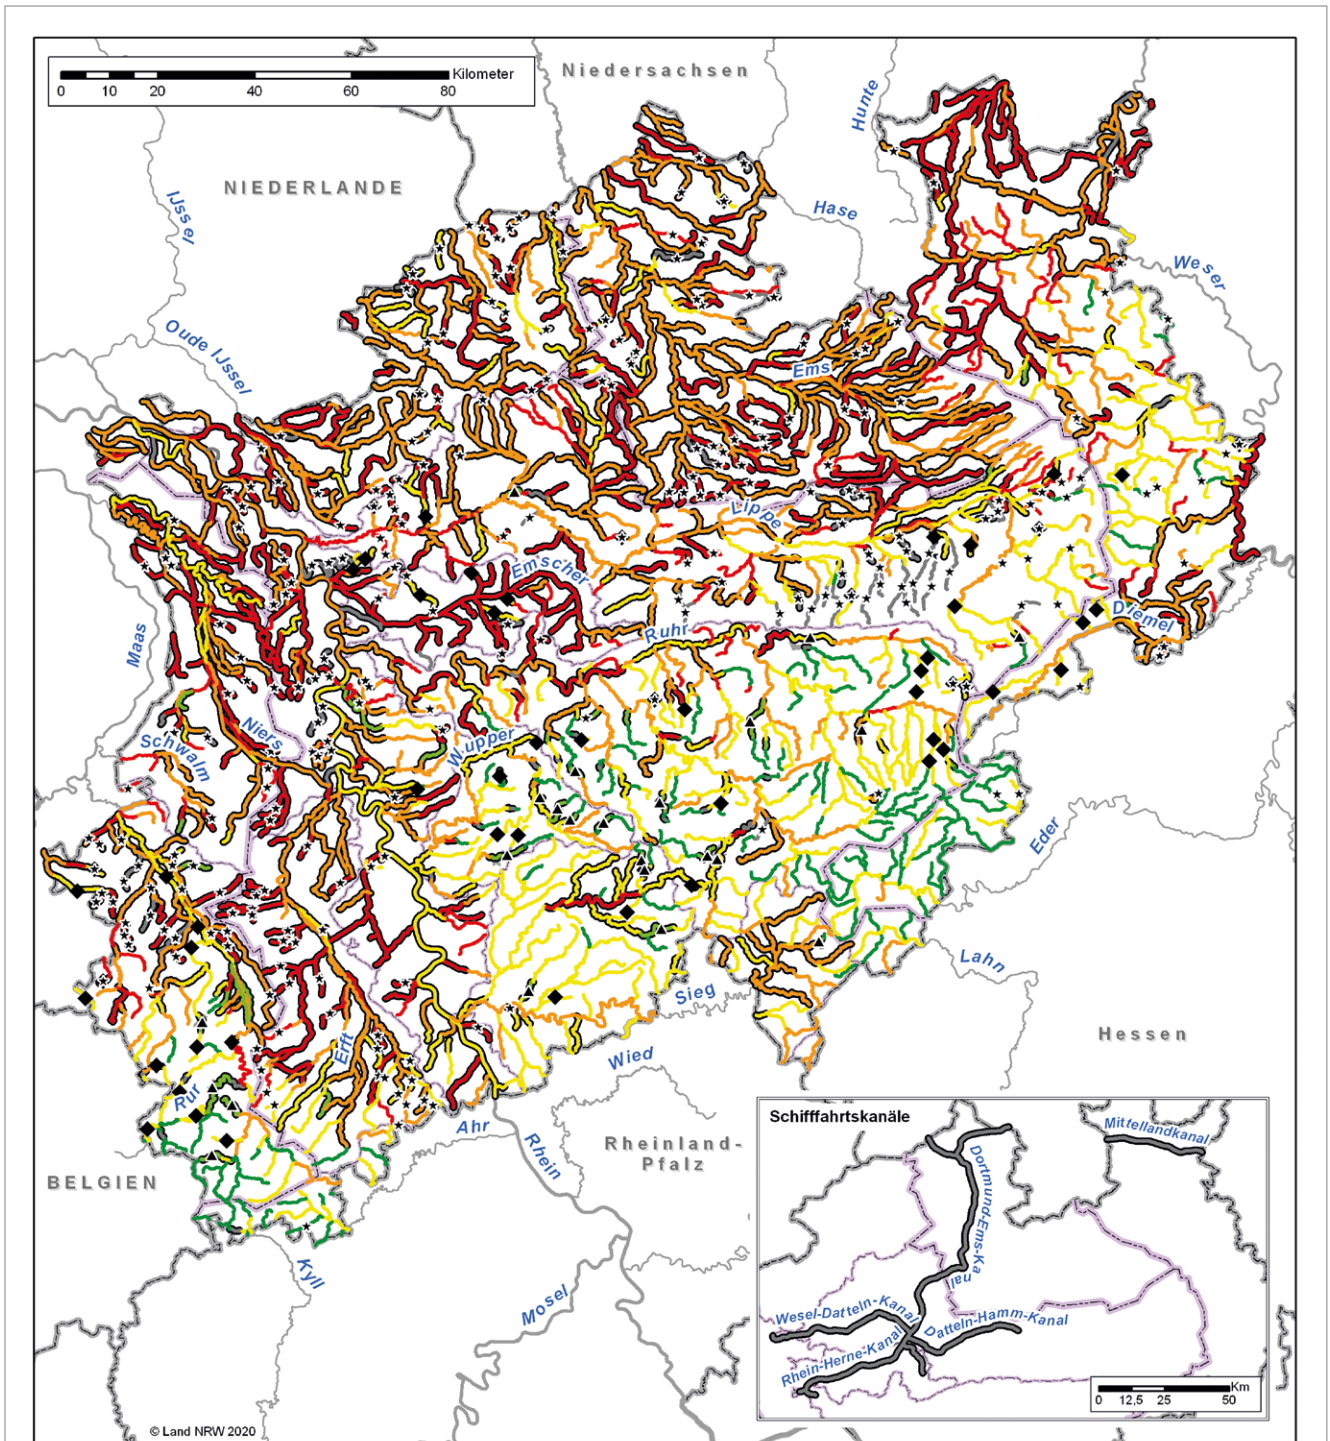 Niedersachsen
Kilometer
0 10 20 40 60 80
Hunte
NIEDERLANDE
IJssel
Hase
Weser
Oude IJssel
Ems
Lippe
Emscher
Maas
Ruhr
Diemel
Niers
Schwalm
Wupper
Eder
Lahn
Sieg
Hessen
Erft
Wied
Rur
Ahr
Rhein
Rheinland-
Pfalz
BELGIEN
Kyll
Mosel
Schifffahrtskanäle
Mittellandkanal
Dortmund-Ems-Kanal
Wesel-Datteln-Kanal
Datteln-Hamm-Kanal
Rhein-Herne-Kanal
Km
0 12,5 25 50
© Land NRW 2020